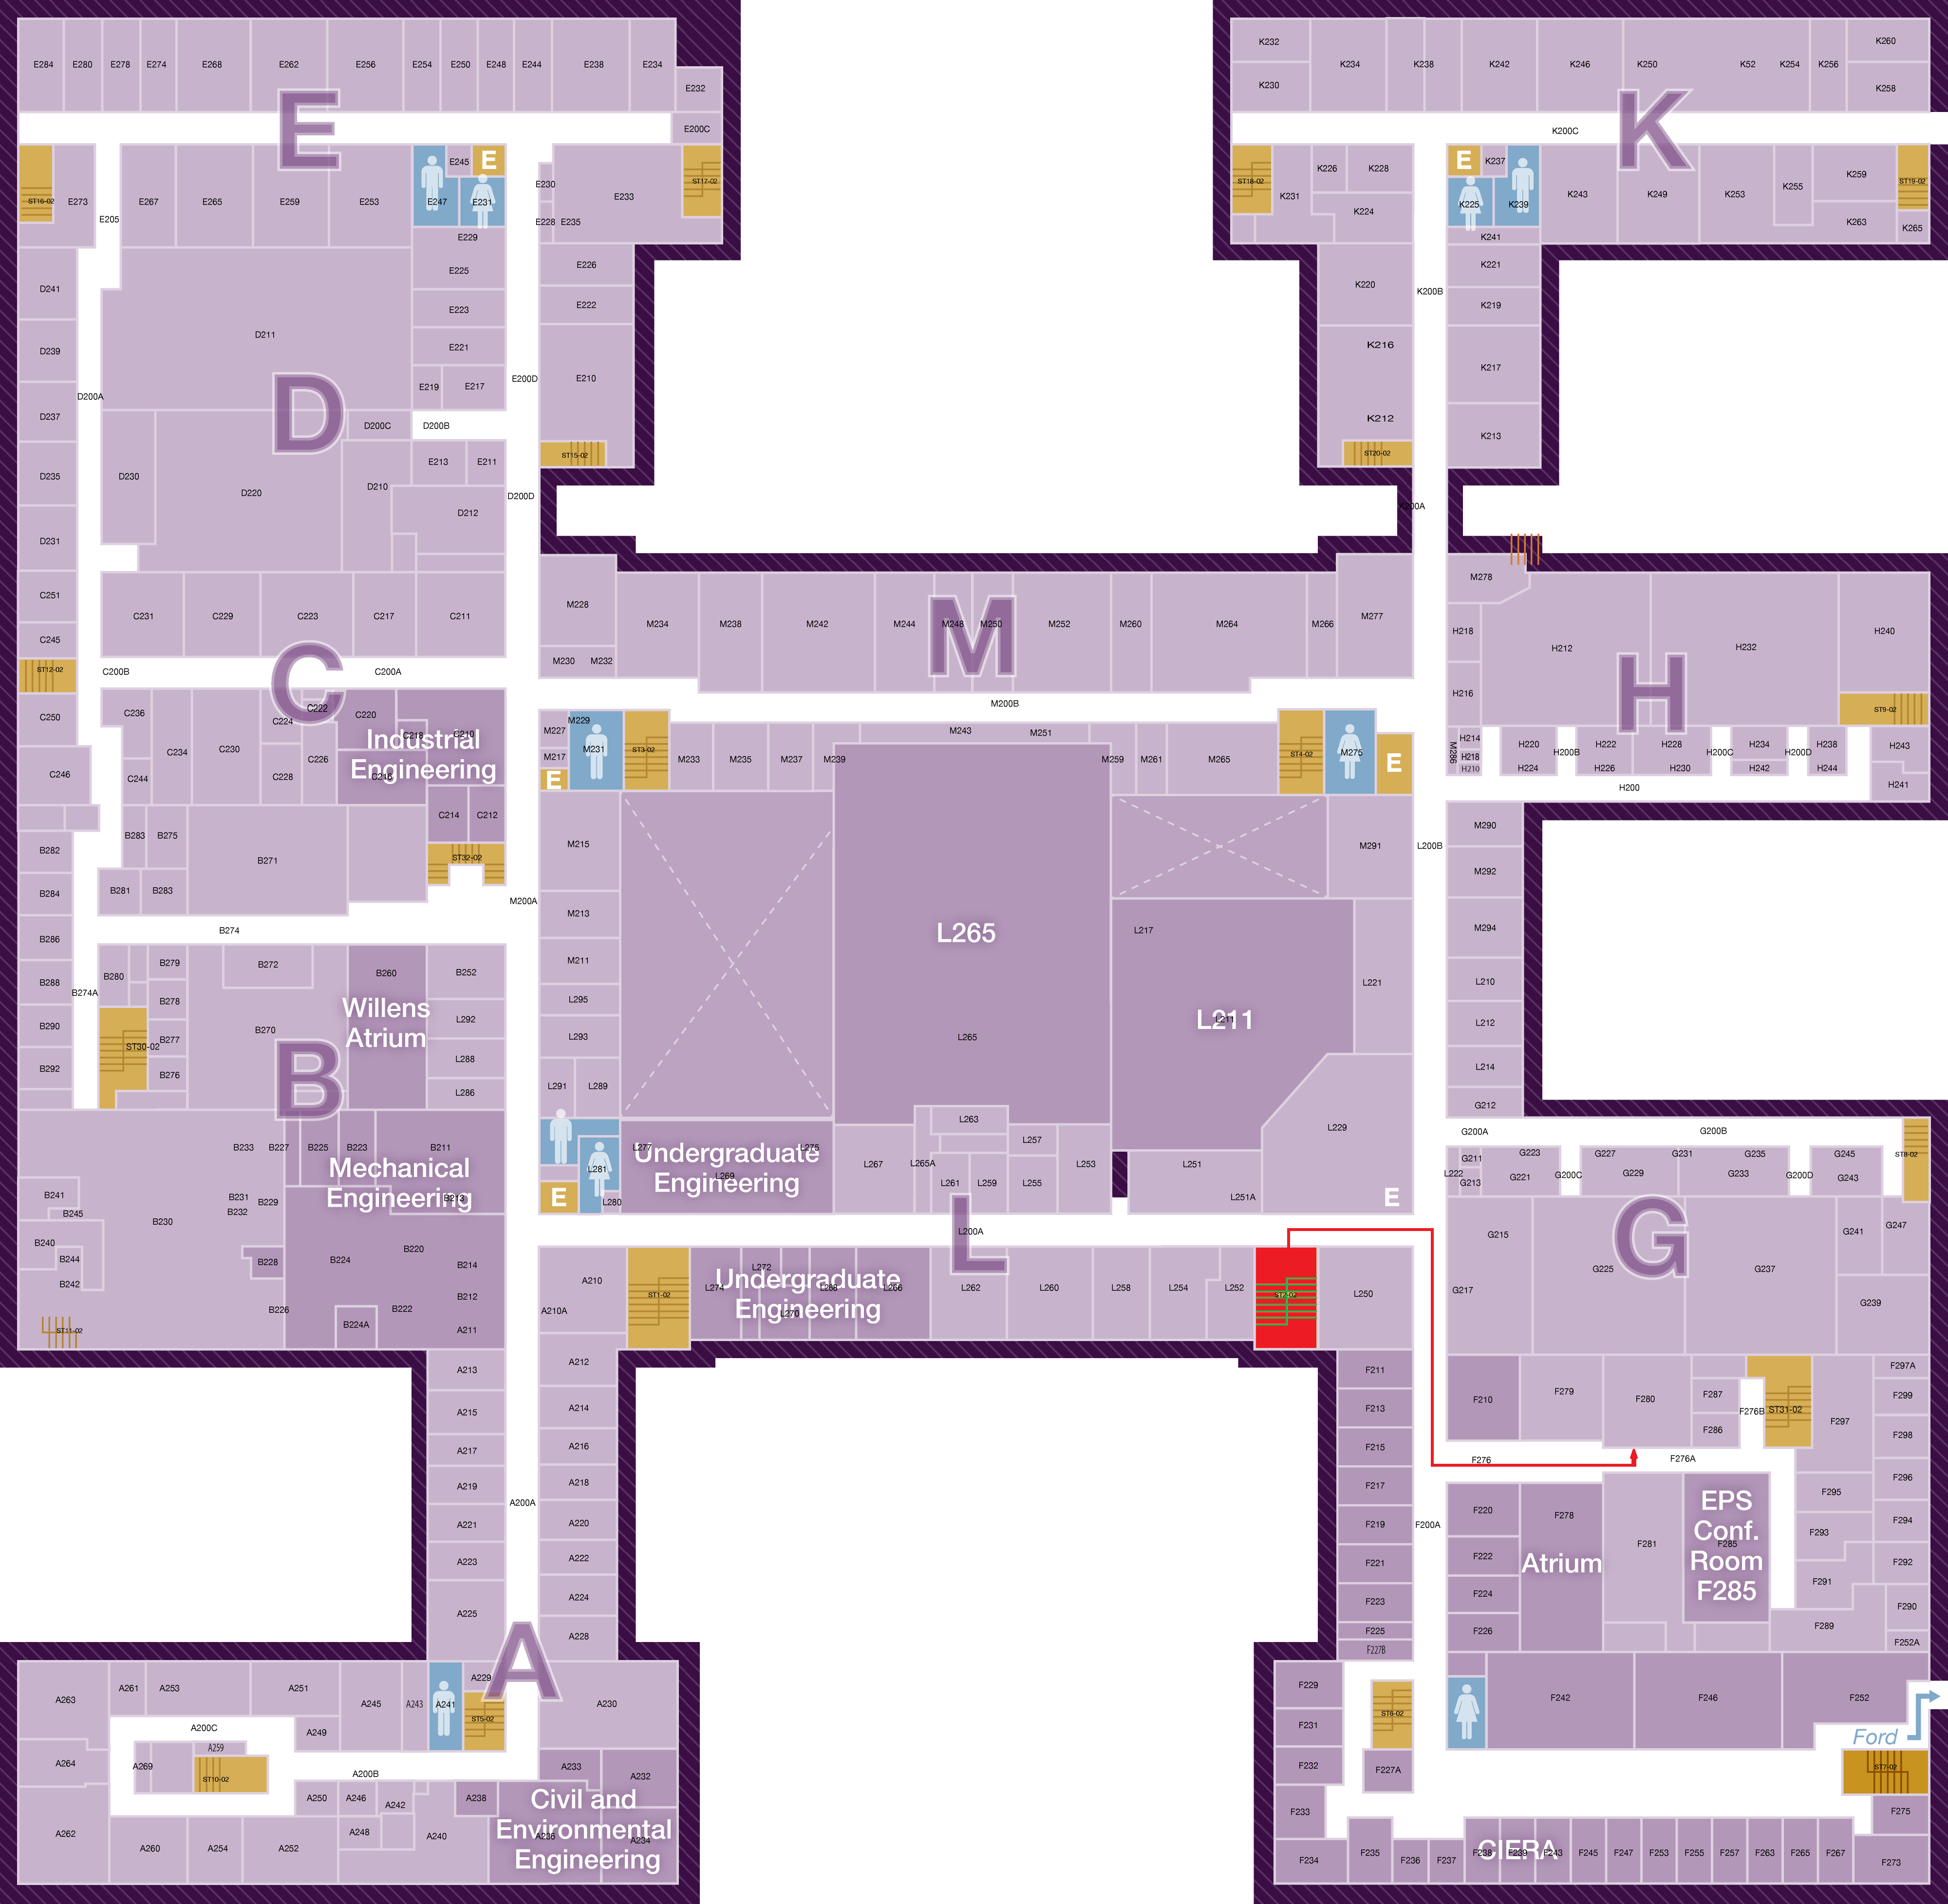 E284 E280 E278 E274 E268 E262 E256 E254 E250 E248 E244 E238 E234
E232
E200C
E
E245 E
E230
E233
ST17-02
ST16-02 E273
E205
E267 E265 E259 E253 E247 E231
E228 E235
E229
E226
E225
E222
E223
D241
D211
E221
D239
E219 E217
E200D
E210
D200A
D237
D
D200C D200B
ST15-02
E213 E211
D235
D230
D220
D210
D200D
D212
D231
C251
C231 C229 C223 C217 C211
C245
ST12-02
C200B
C
C200A
C250
C236
C224
C222
C220
C218
C210
Industrial
Engineering
C234
C230
C226
C246
C244
C228
C216
C214 C212
B283 B275
B282
B271
ST32-02
B281 B283
B284
M200A
B274
B286
B279
B272
B260
B252
B280
B288
B274A
B278
Willens
Atrium
L292
B290
ST30-02
B277
B270
B292
B276
B
L288
L286
B233 B227 B225 B223 B211
Mechanical
Engineering
B213
B241
B245
B231
B232
B229
B230
B240
B244
B242
B228
B224
B220
B214
B212
B226
B222
B224A
A211
ST11-02
K232
K230
K234 K238 K242 K246 K250 K52 K254 K256
K260
K258
K200C
K
ST18-02
K231
K226 K228
K224
E
K237
K225 K239
K243 K249 K253 K255
K259
K263
ST19-02
K265
K241
K221
K220
K200B
K219
K216
K217
K212
K213
ST20-02
K200A
M228
M230 M232
M234 M238 M242 M244 M248 M250 M252 M260 M264 M266 M277
M
M200B
M278
H218
H212
H232
H240
H216
H
ST9-02
M286
H214
H218
H210
H220
H224
H200B
H222
H226
H228
H230
H200C
H234
H242
H200D
H238
H244
H243
H241
H200
M227
M229
M231
M217
E
ST3-02
M233 M235 M237 M239 M243 M251 M259 M261 M265
ST4-02
M275
E
M215
M291
L200B
M290
M292
M213
L265
L217
M294
M211
L221
L210
L295
L211
L211
L212
L293
L265
L214
L291 L289
G212
L263
L229
L277
L275
Undergraduate
Engineering
L269
L281
E
L280
L267
L265A
L257
L253
L251
L261 L259 L255
L251A
E
L
L200A
A210
A210A
ST1-02
L274
L272
L270
L268
L266
Undergraduate
Engineering
L262 L260 L258 L254 L252
ST2-02
L250
G200A
G200B
ST8-02
L222
G211
G213
G223
G221
G200C
G227
G229
G231
G235
G233
G200D
G245
G243
G215
G
G241 G247
G217
G225
G237
G239
F210 F279 F280
F287
F286
F276B
ST31-02
F297
F297A
F299
F298
F276
F276A
F296
F295
F294
F293
F292
F291
F290
F289
F252A
F220
F278
F281
EPS
Conf.
Room
F285
F285
F222
Atrium
F224
F226
F200A
F211
F213
F215
F217
F219
F221
F223
F225
F227B
F229
F231
F232
F233
F234
ST6-02
F227A
F242 F246 F252
Ford
ST7-02
F275
CIERA
F235 F236 F237 F238 F239 F243 F245 F247 F253 F255 F257 F263 F265 F267 F273
A213
A212
A215
A214
A217
A216
A219
A218
A200A
A221
A220
A223
A222
A225
A224
A228
A
A263
A261 A253 A251
A245 A243 A241
A229
ST5-02
A230
A200C
A249
A259
A264
A269
ST10-02
A200B
A233
A232
A262
A250 A246
A242
A238
A248
A240
A260 A254 A252
Civil and
Environmental
Engineering
A236
A234